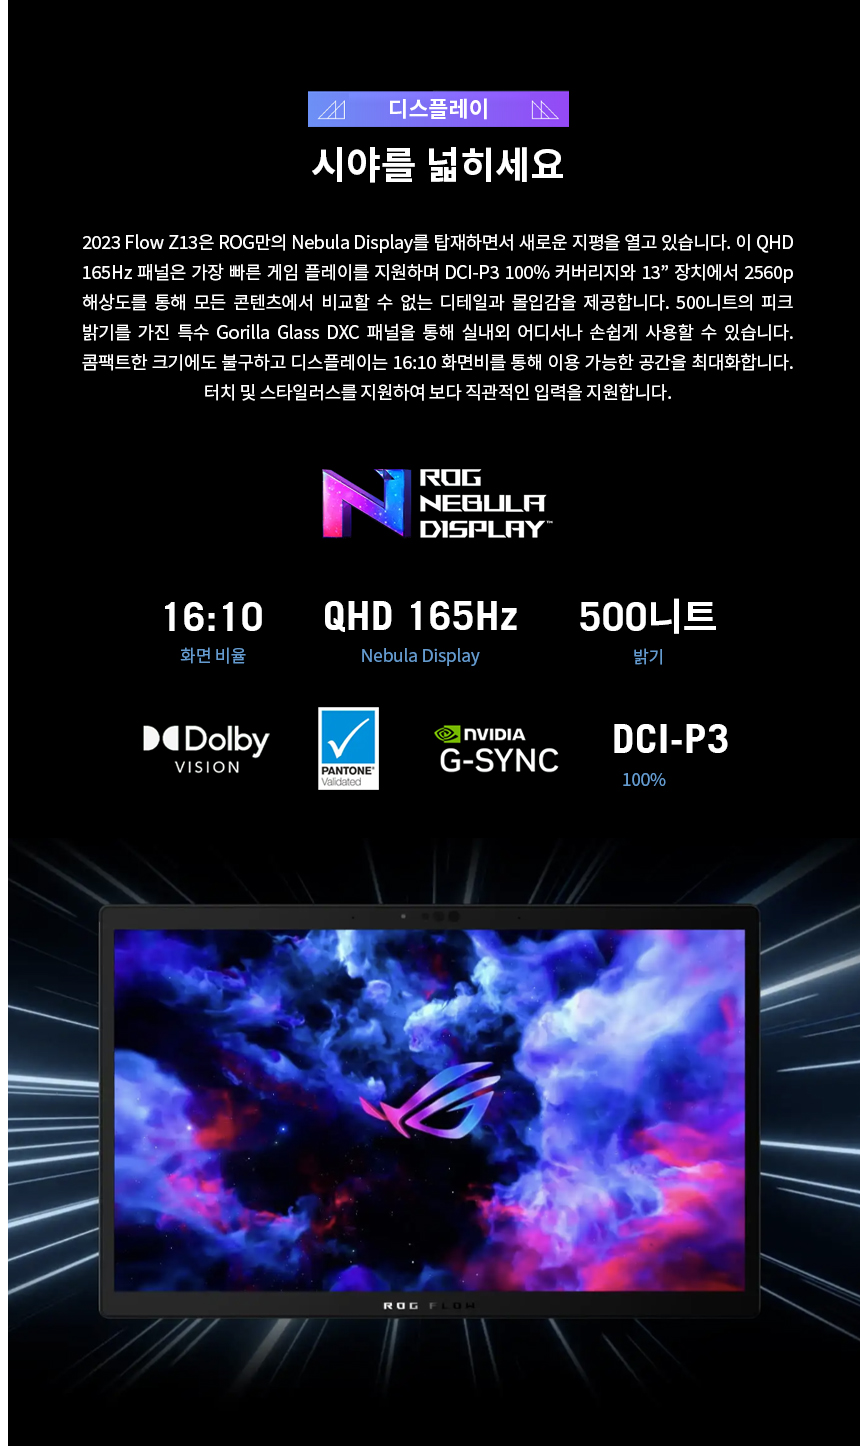 디스플레이
시야를 넓히세요
2023 Flow Z13은 ROG만의 Nebula Display를 탑재하면서 새로운 지평을 열고 있습니다. 이 QHD
165Hz 패널은 가장 빠른 게임 플레이를 지원하며 DCI-P3 100% 커버리지와 13” 장치에서 2560p
해상도를 통해 모든 콘텐츠에서 비교할 수 없는 디테일과 몰입감을 제공합니다. 500니트의 피크
밝기를 가진 특수 Gorilla Glass DXC 패널을 통해 실내외 어디서나 손쉽게 사용할 수 있습니다.
콤팩트한 크기에도 불구하고 디스플레이는 16:10 화면비를 통해 이용 가능한 공간을 최대화합니다.
터치 및 스타일러스를 지원하여 보다 직관적인 입력을 지원합니다.
ROG
NEBULA
DISPLAY™
16:10 QHD 165Hz 500니트
화면 비율 Nebula Display 밝기
Dolby
VISION
PANTONE®
Validated
NVIDIA
G-SYNC
DCI-P3
100%
ROG FLOW